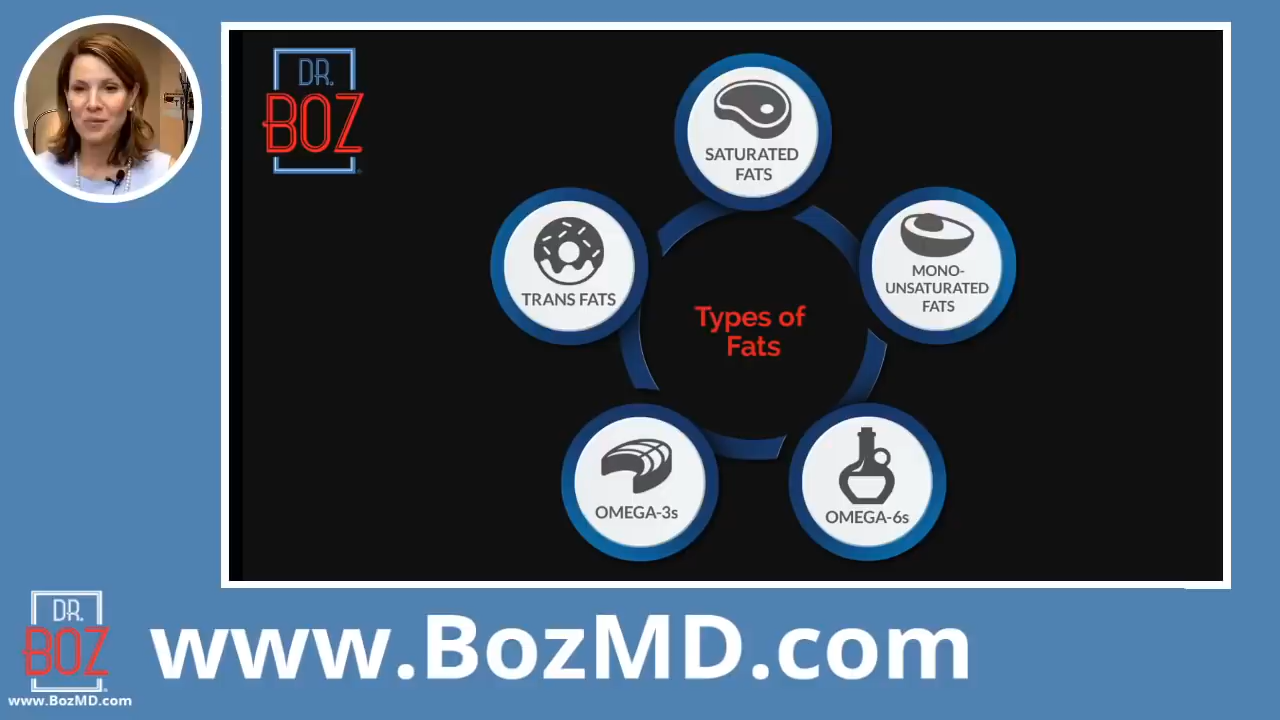 DR.
BOZ
SATURATED
FATS
MONO-
UNSATURATED
FATS
TRANS FATS
Types of
Fats
OMEGA-3s
OMEGA-6s
DR.
BOZ
www.BozMD.com
www.BozMD.com